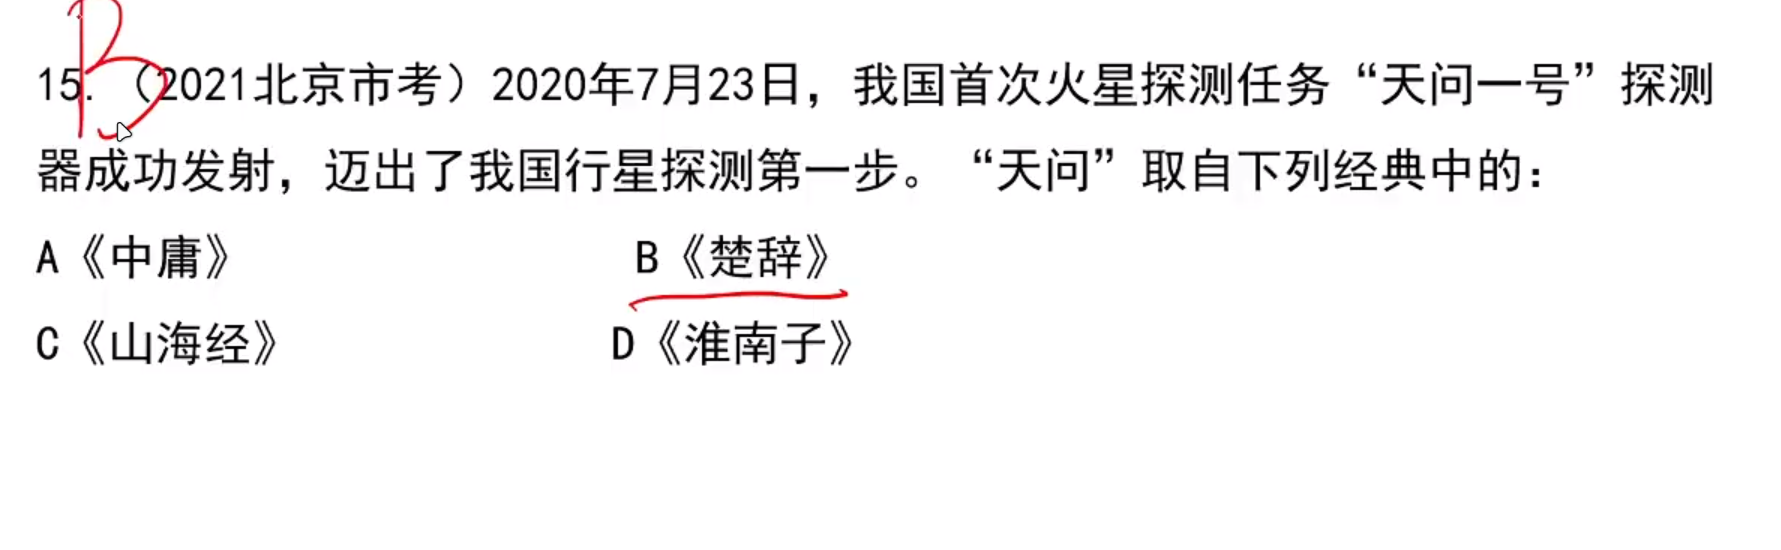 B
15.（2021北京市考）2020年7月23日，我国首次火星探测任务“天问一号”探测
器成功发射，迈出了我国行星探测第一步。“天问”取自下列经典中的：
A《中庸》 B《楚辞》
C《山海经》 D《淮南子》